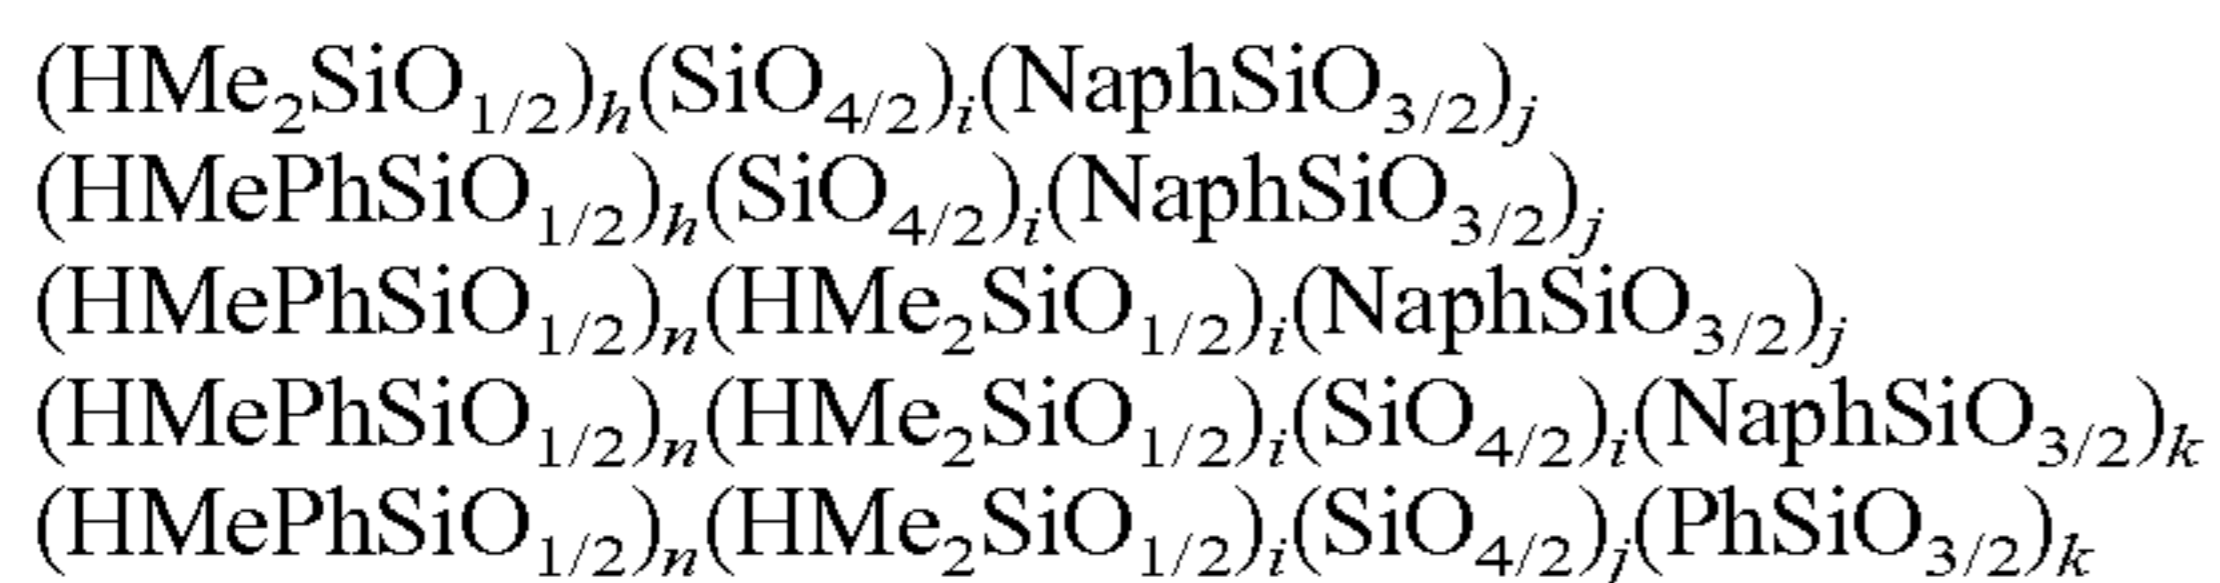 (HMe₂SiO₁/₂)ₕ(SiO₄/₂)ᵢ(NaphSiO₃/₂)ⱼ
(HMePhSiO₁/₂)ₕ(SiO₄/₂)ᵢ(NaphSiO₃/₂)ⱼ
(HMePhSiO₁/₂)ₙ(HMe₂SiO₁/₂)ᵢ(NaphSiO₃/₂)ⱼ
(HMePhSiO₁/₂)ₙ(HMe₂SiO₁/₂)ᵢ(SiO₄/₂)ᵢ(NaphSiO₃/₂)ₖ
(HMePhSiO₁/₂)ₙ(HMe₂SiO₁/₂)ᵢ(SiO₄/₂)ⱼ(PhSiO₃/₂)ₖ